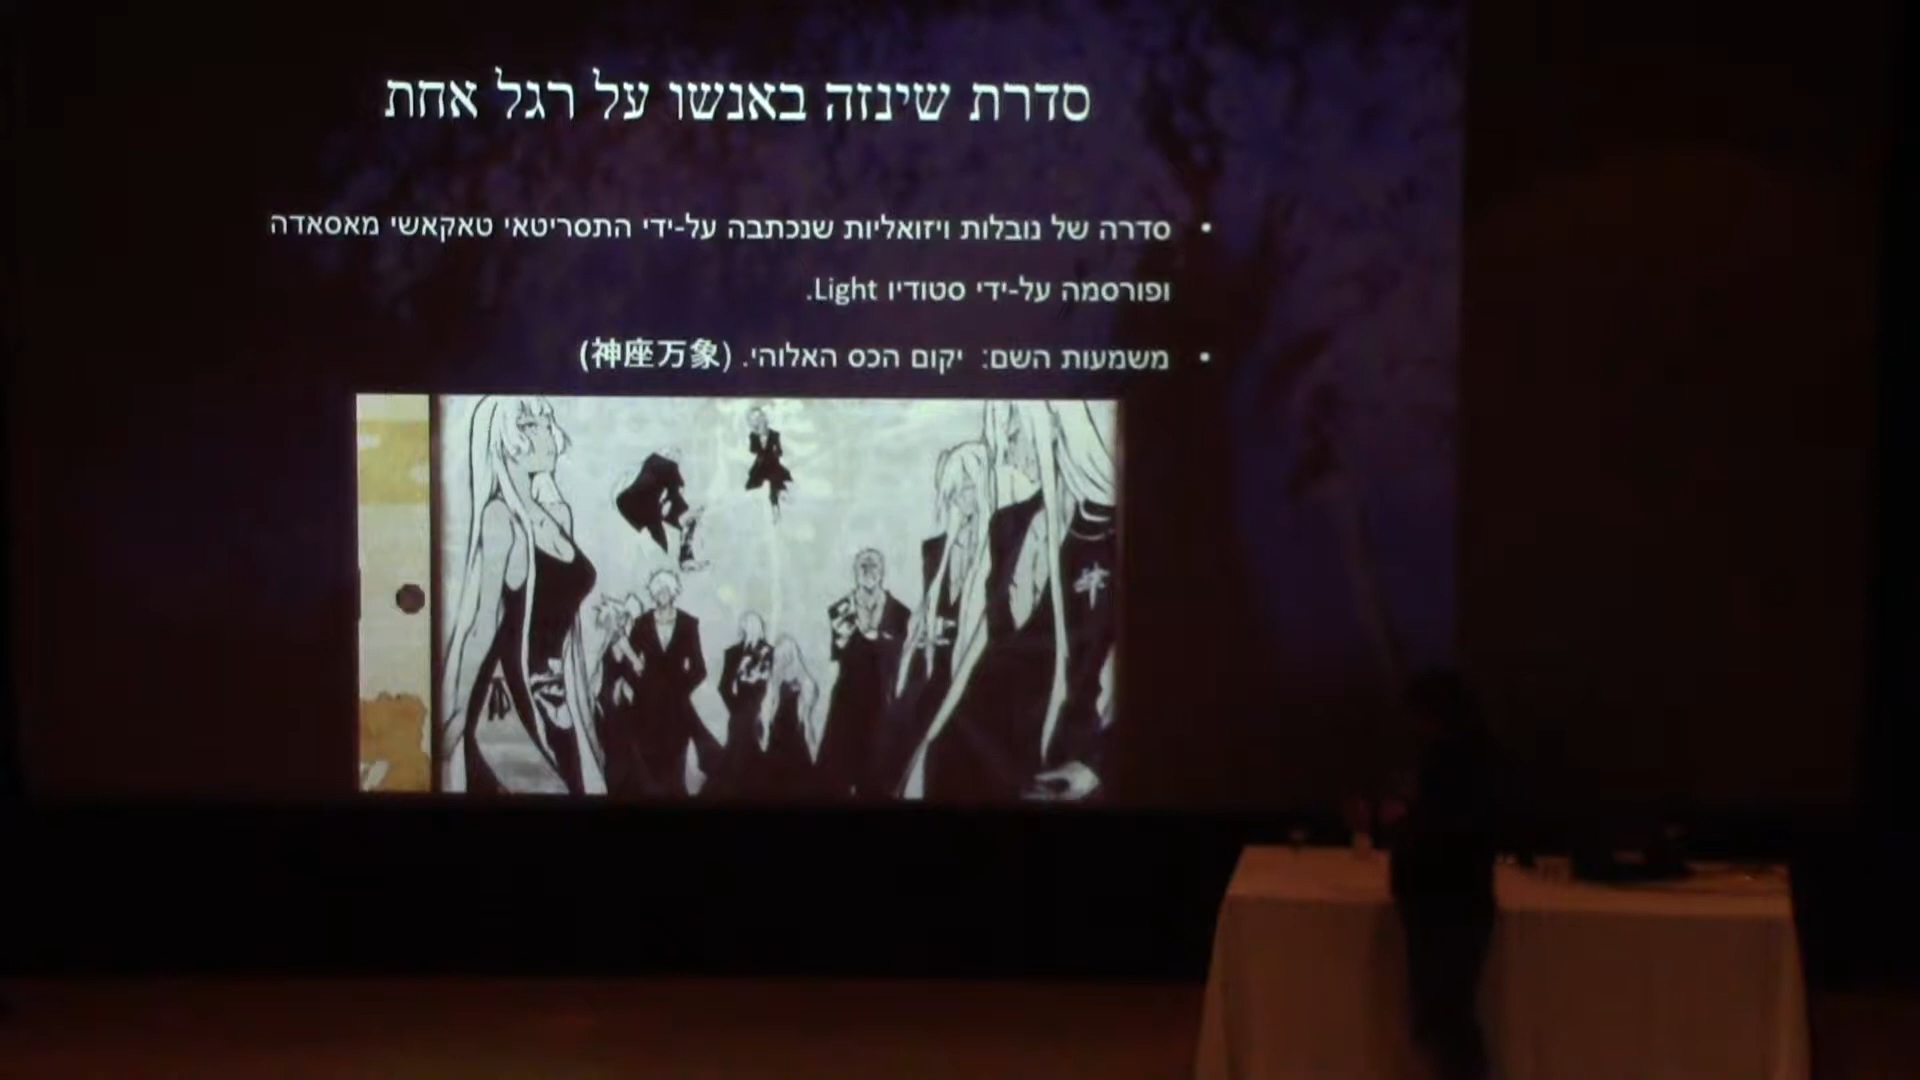 סדרת שינזה באנשו על רגל אחת
• סדרה של נובלות ויזואליות שנכתבה על-ידי התסריטאי טאקאשי מאסאדה
ופורסמה על-ידי סטודיו Light.
• משמעות השם: יקום הכס האלוהי. (神座万象)